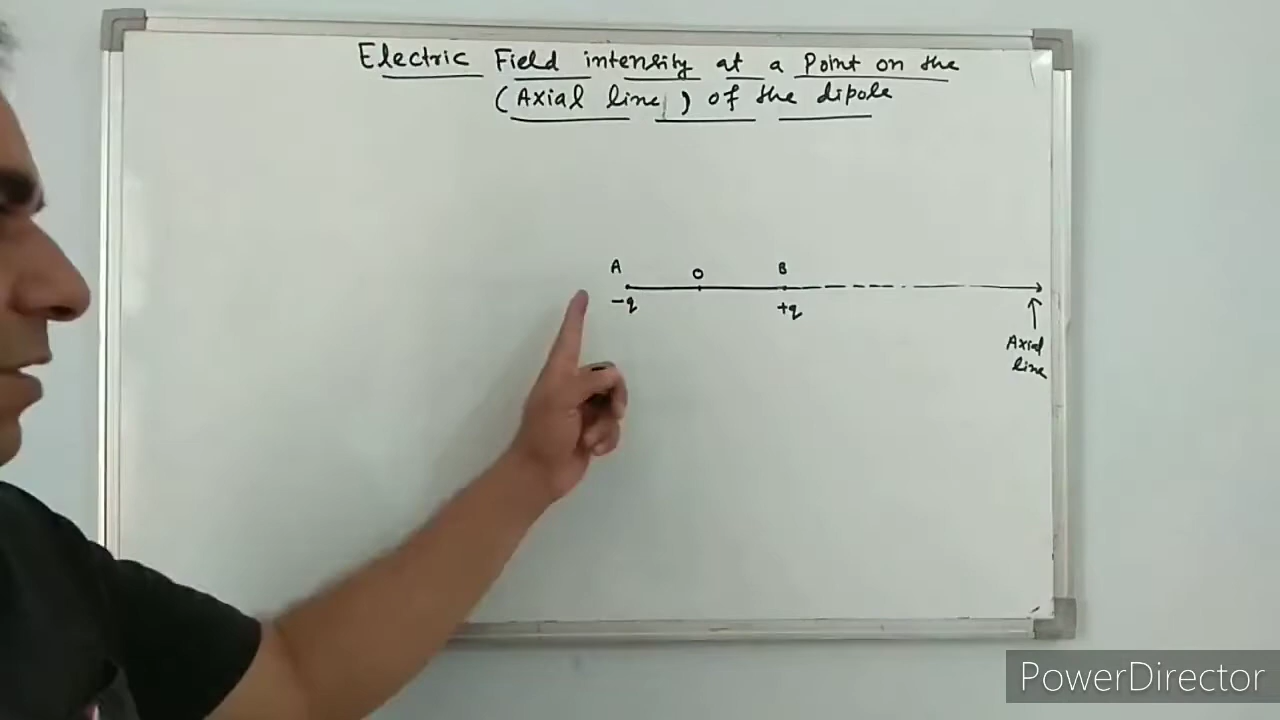 Electric Field intensity at a Point on the
(Axial line) of the dipole
A O B
-q +q
Axial
line
PowerDirector